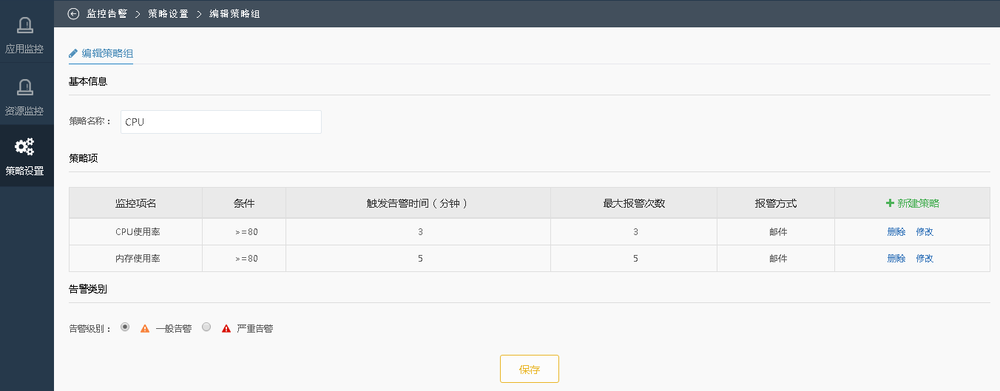 监控告警 > 策略设置 > 编辑策略组
应用监控
资源监控
策略设置
编辑策略组
基本信息
策略名称： CPU
策略项
监控项名 条件 触发告警时间（分钟） 最大报警次数 报警方式 新建策略
CPU使用率 >=80 3 3 邮件 删除 修改
内存使用率 >=80 5 5 邮件 删除 修改
告警类别
告警级别： 一般告警 严重告警
保存